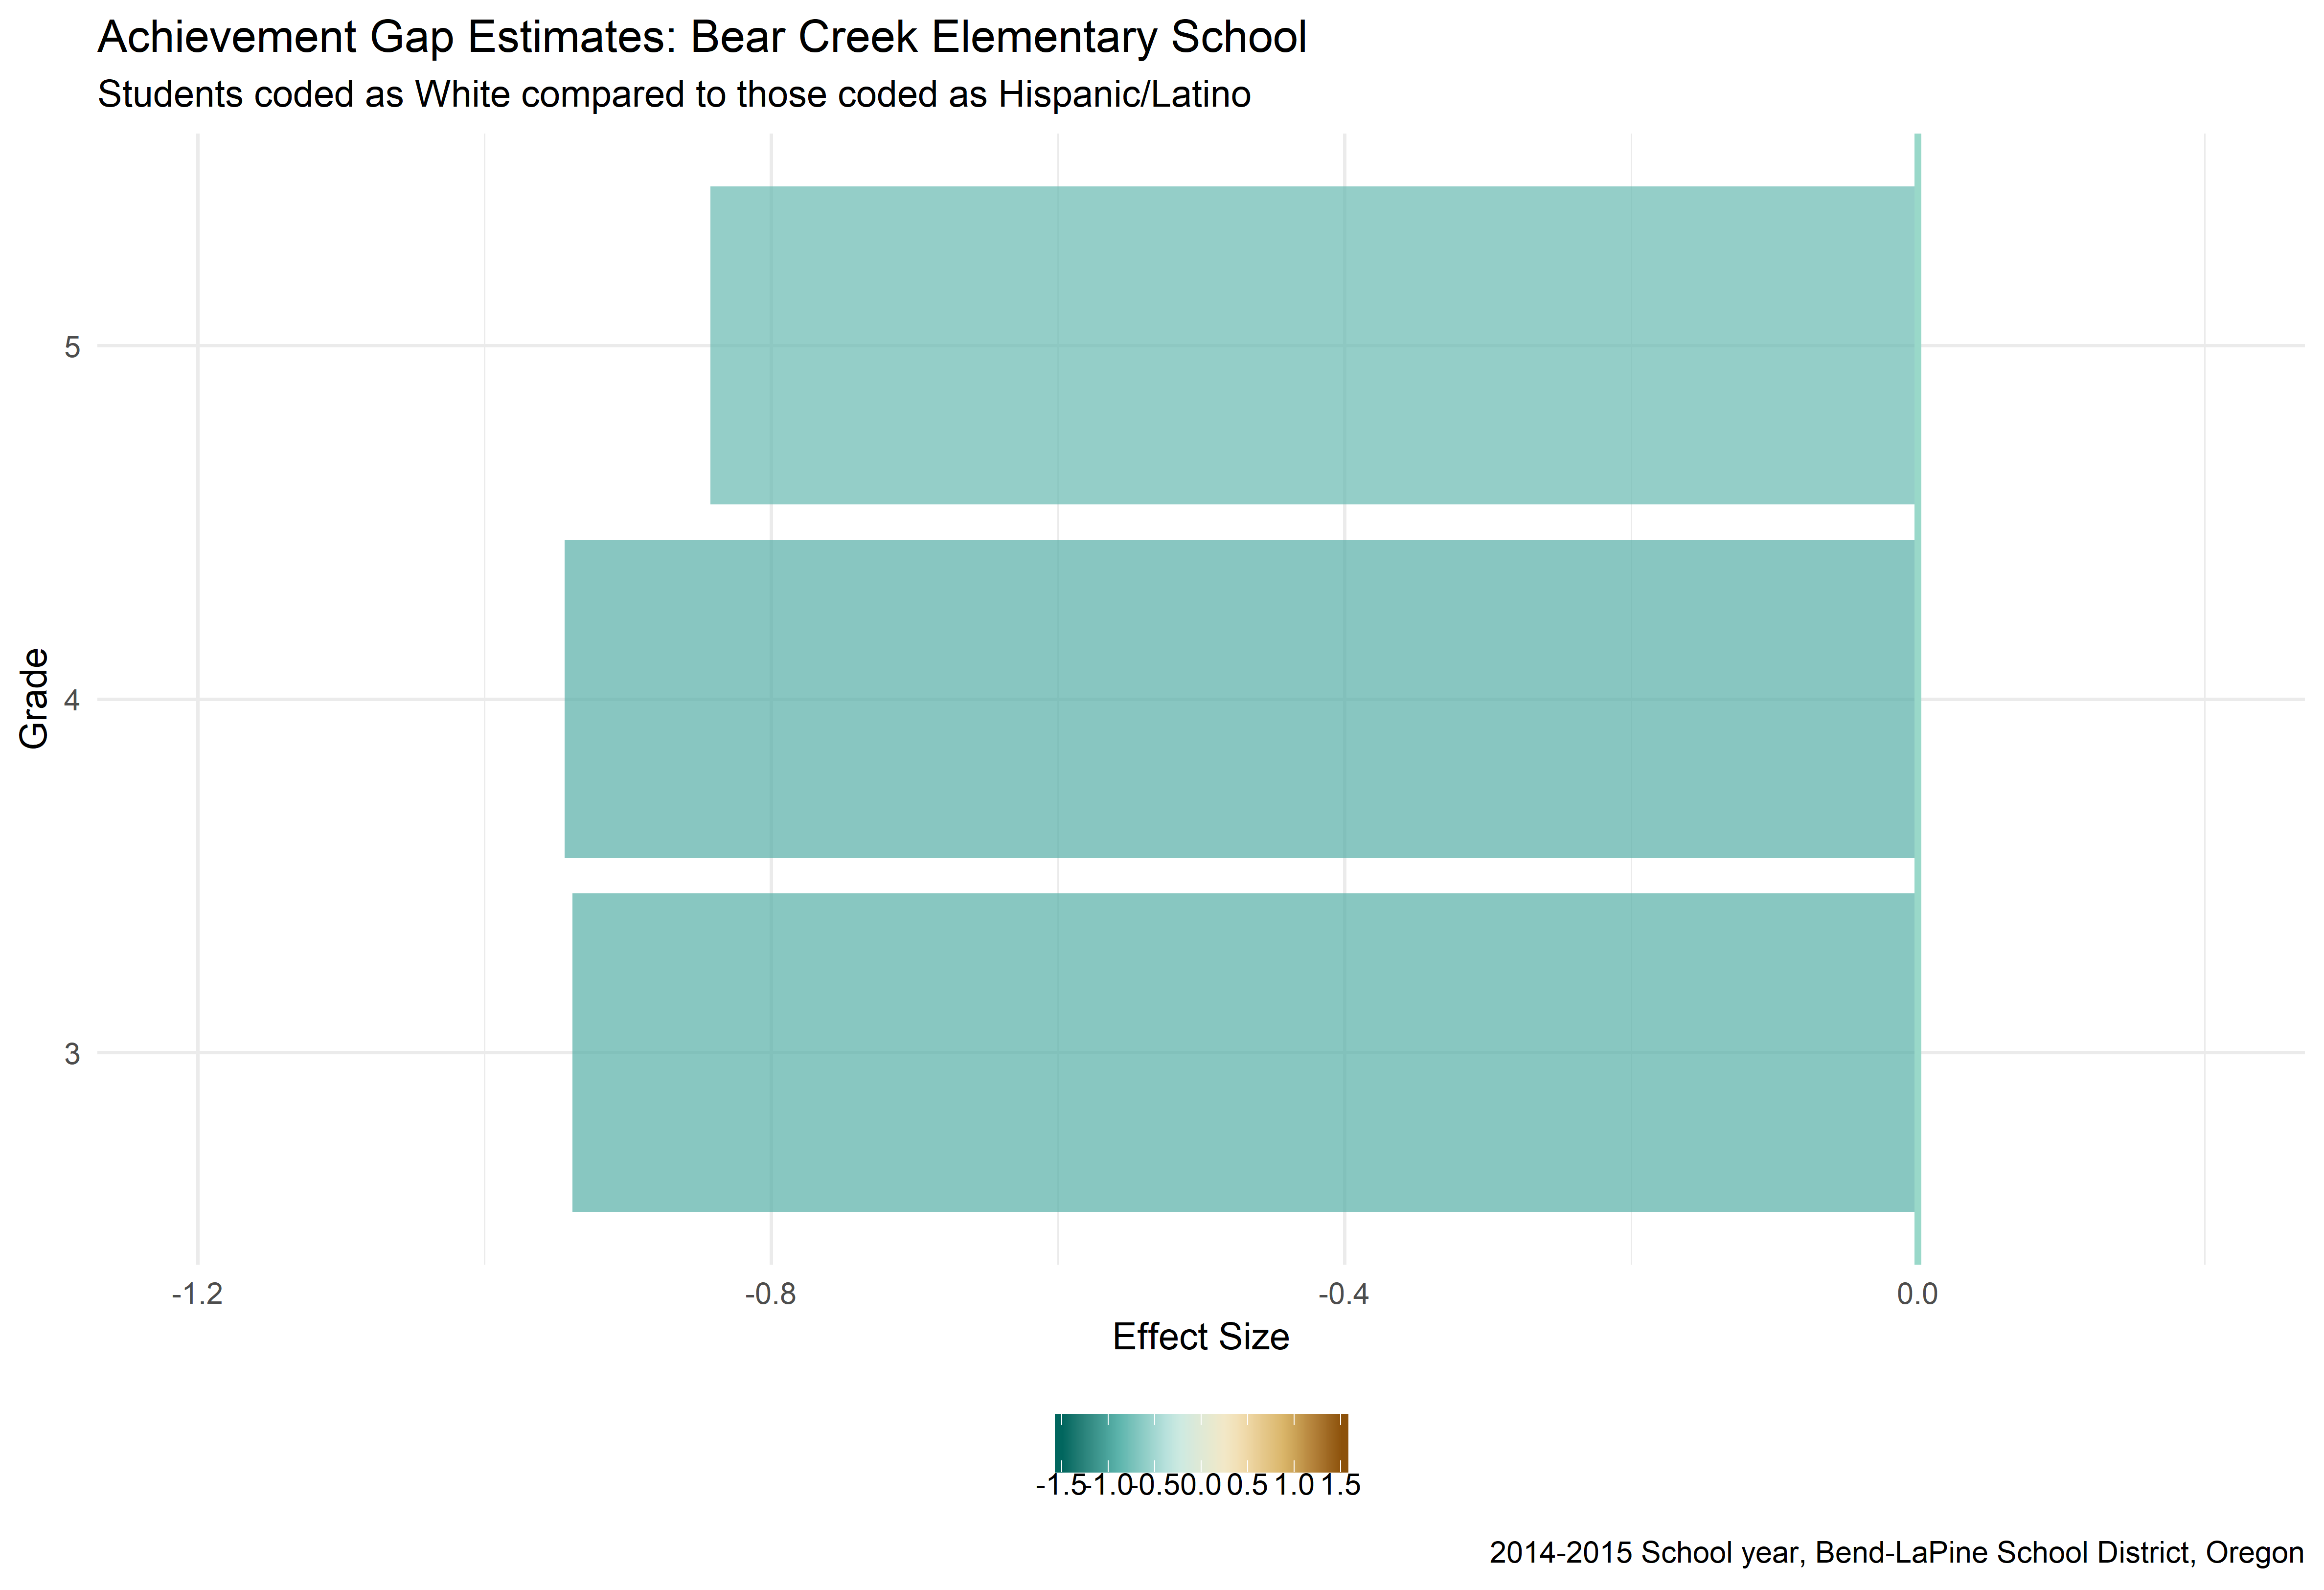 Achievement Gap Estimates: Bear Creek Elementary School
Students coded as White compared to those coded as Hispanic/Latino
Grade
5
4
3
-1.2 -0.8 -0.4 0.0
Effect Size
-1.5 -1.0 -0.5 0.0 0.5 1.0 1.5
2014-2015 School year, Bend-LaPine School District, Oregon